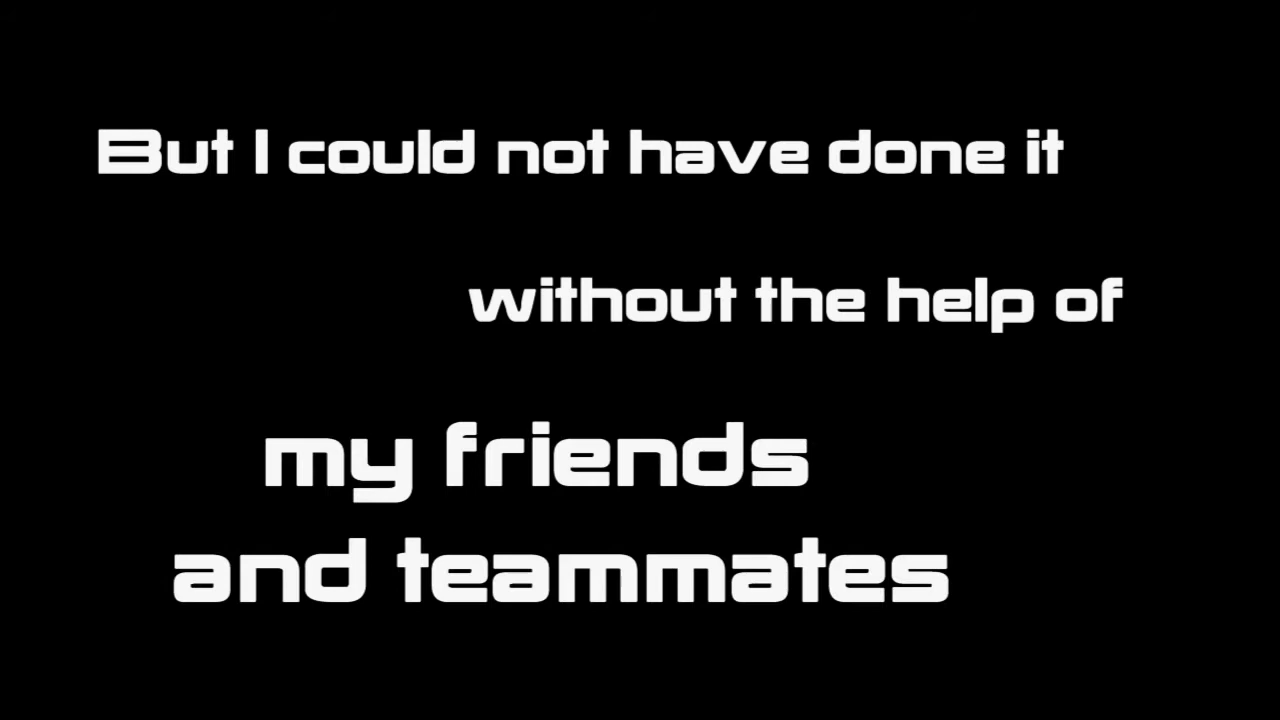 But I could not have done it
without the help of
my friends
and teammates